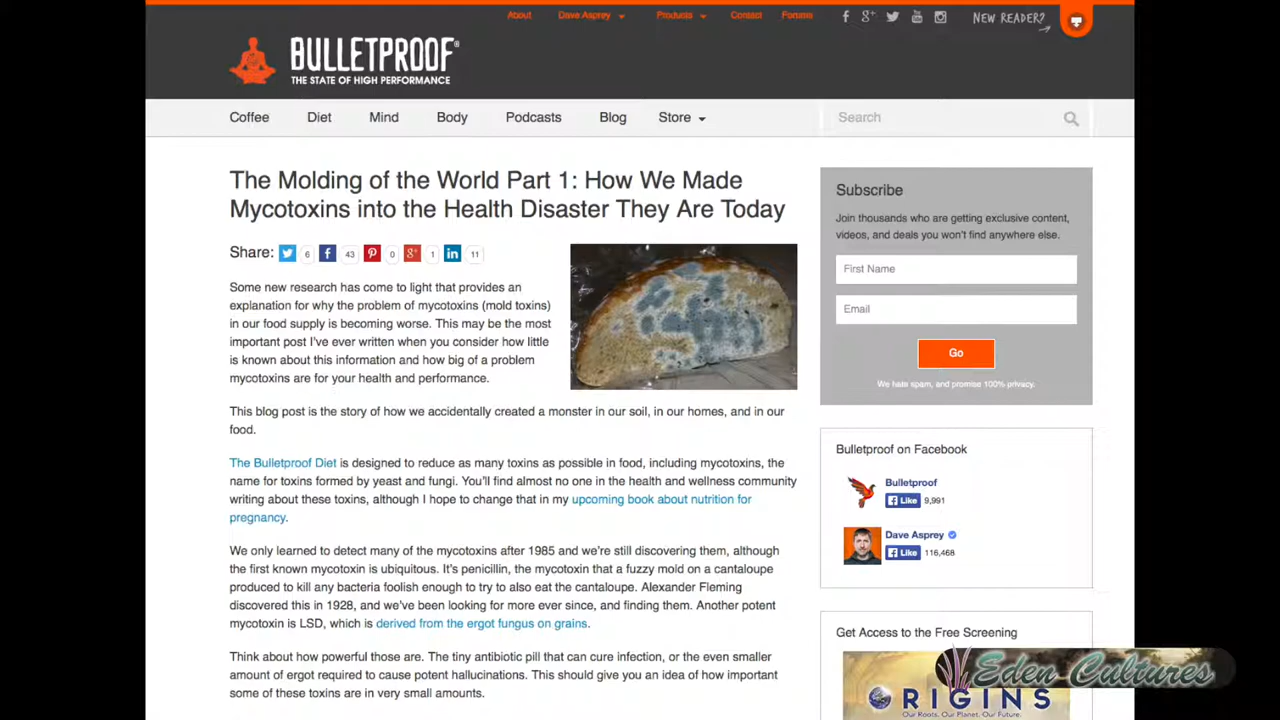 About Dave Asprey Products Contact Forums NEW READER?
BULLETPROOF®
THE STATE OF HIGH PERFORMANCE
Coffee Diet Mind Body Podcasts Blog Store Search
The Molding of the World Part 1: How We Made
Mycotoxins into the Health Disaster They Are Today
Share: 6 43 0 1 11
Some new research has come to light that provides an
explanation for why the problem of mycotoxins (mold toxins)
in our food supply is becoming worse. This may be the most
important post I've ever written when you consider how little
is known about this information and how big of a problem
mycotoxins are for your health and performance.
This blog post is the story of how we accidentally created a monster in our soil, in our homes, and in our
food.
The Bulletproof Diet is designed to reduce as many toxins as possible in food, including mycotoxins, the
name for toxins formed by yeast and fungi. You'll find almost no one in the health and wellness community
writing about these toxins, although I hope to change that in my upcoming book about nutrition for
pregnancy.
We only learned to detect many of the mycotoxins after 1985 and we're still discovering them, although
the first known mycotoxin is ubiquitous. It's penicillin, the mycotoxin that a fuzzy mold on a cantaloupe
produced to kill any bacteria foolish enough to try to also eat the cantaloupe. Alexander Fleming
discovered this in 1928, and we've been looking for more ever since, and finding them. Another potent
mycotoxin is LSD, which is derived from the ergot fungus on grains.
Think about how powerful those are. The tiny antibiotic pill that can cure infection, or the even smaller
amount of ergot required to cause potent hallucinations. This should give you an idea of how important
some of these toxins are in very small amounts.
Subscribe
Join thousands who are getting exclusive content,
videos, and deals you won't find anywhere else.
First Name
Email
Go
We hate spam, and promise 100% privacy.
Bulletproof on Facebook
Bulletproof
Like 9,991
Dave Asprey
Like 116,468
Get Access to the Free Screening
ORIGINS
Our Roots. Our Planet. Our Future.
Eden Cultures